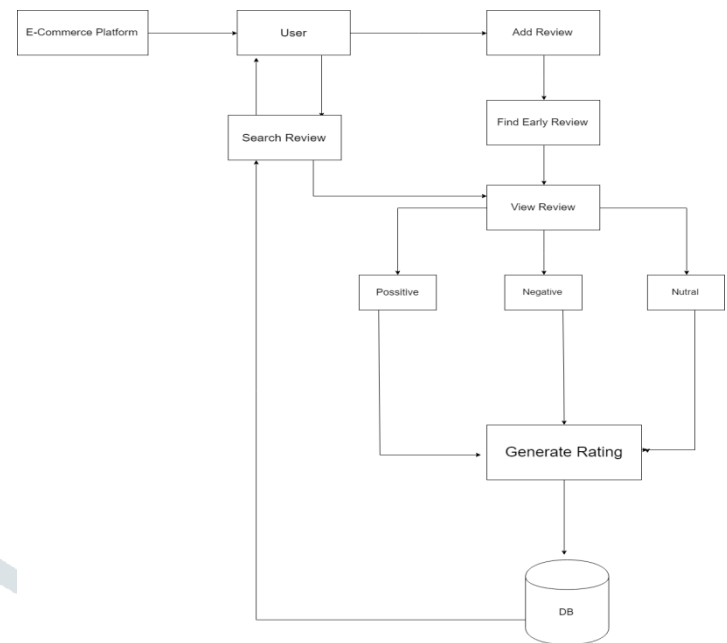 E-Commerce Platform
User
Add Review
Search Review
Find Early Review
View Review
Possitive
Negative
Nutral
Generate Rating
DB